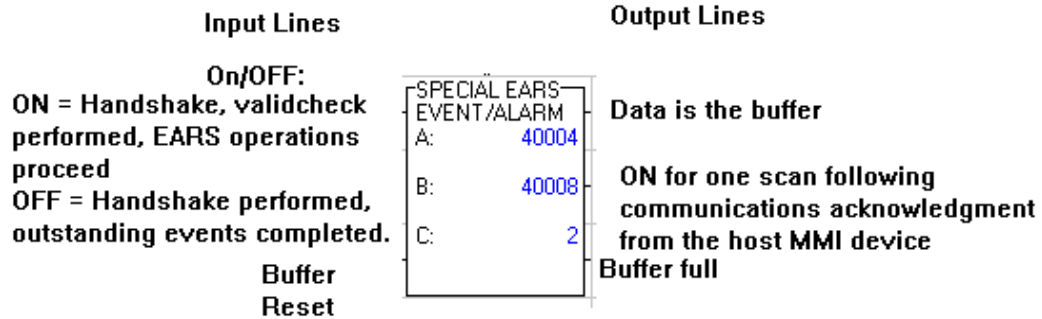 Input Lines
Output Lines
On/OFF:
ON = Handshake, validcheck
performed, EARS operations
proceed
OFF = Handshake performed,
outstanding events completed.
Buffer
Reset
SPECIAL EARS
EVENT/ALARM
A: 40004
B: 40008
C: 2
Data is the buffer
ON for one scan following
communications acknowledgment
from the host MMI device
Buffer full